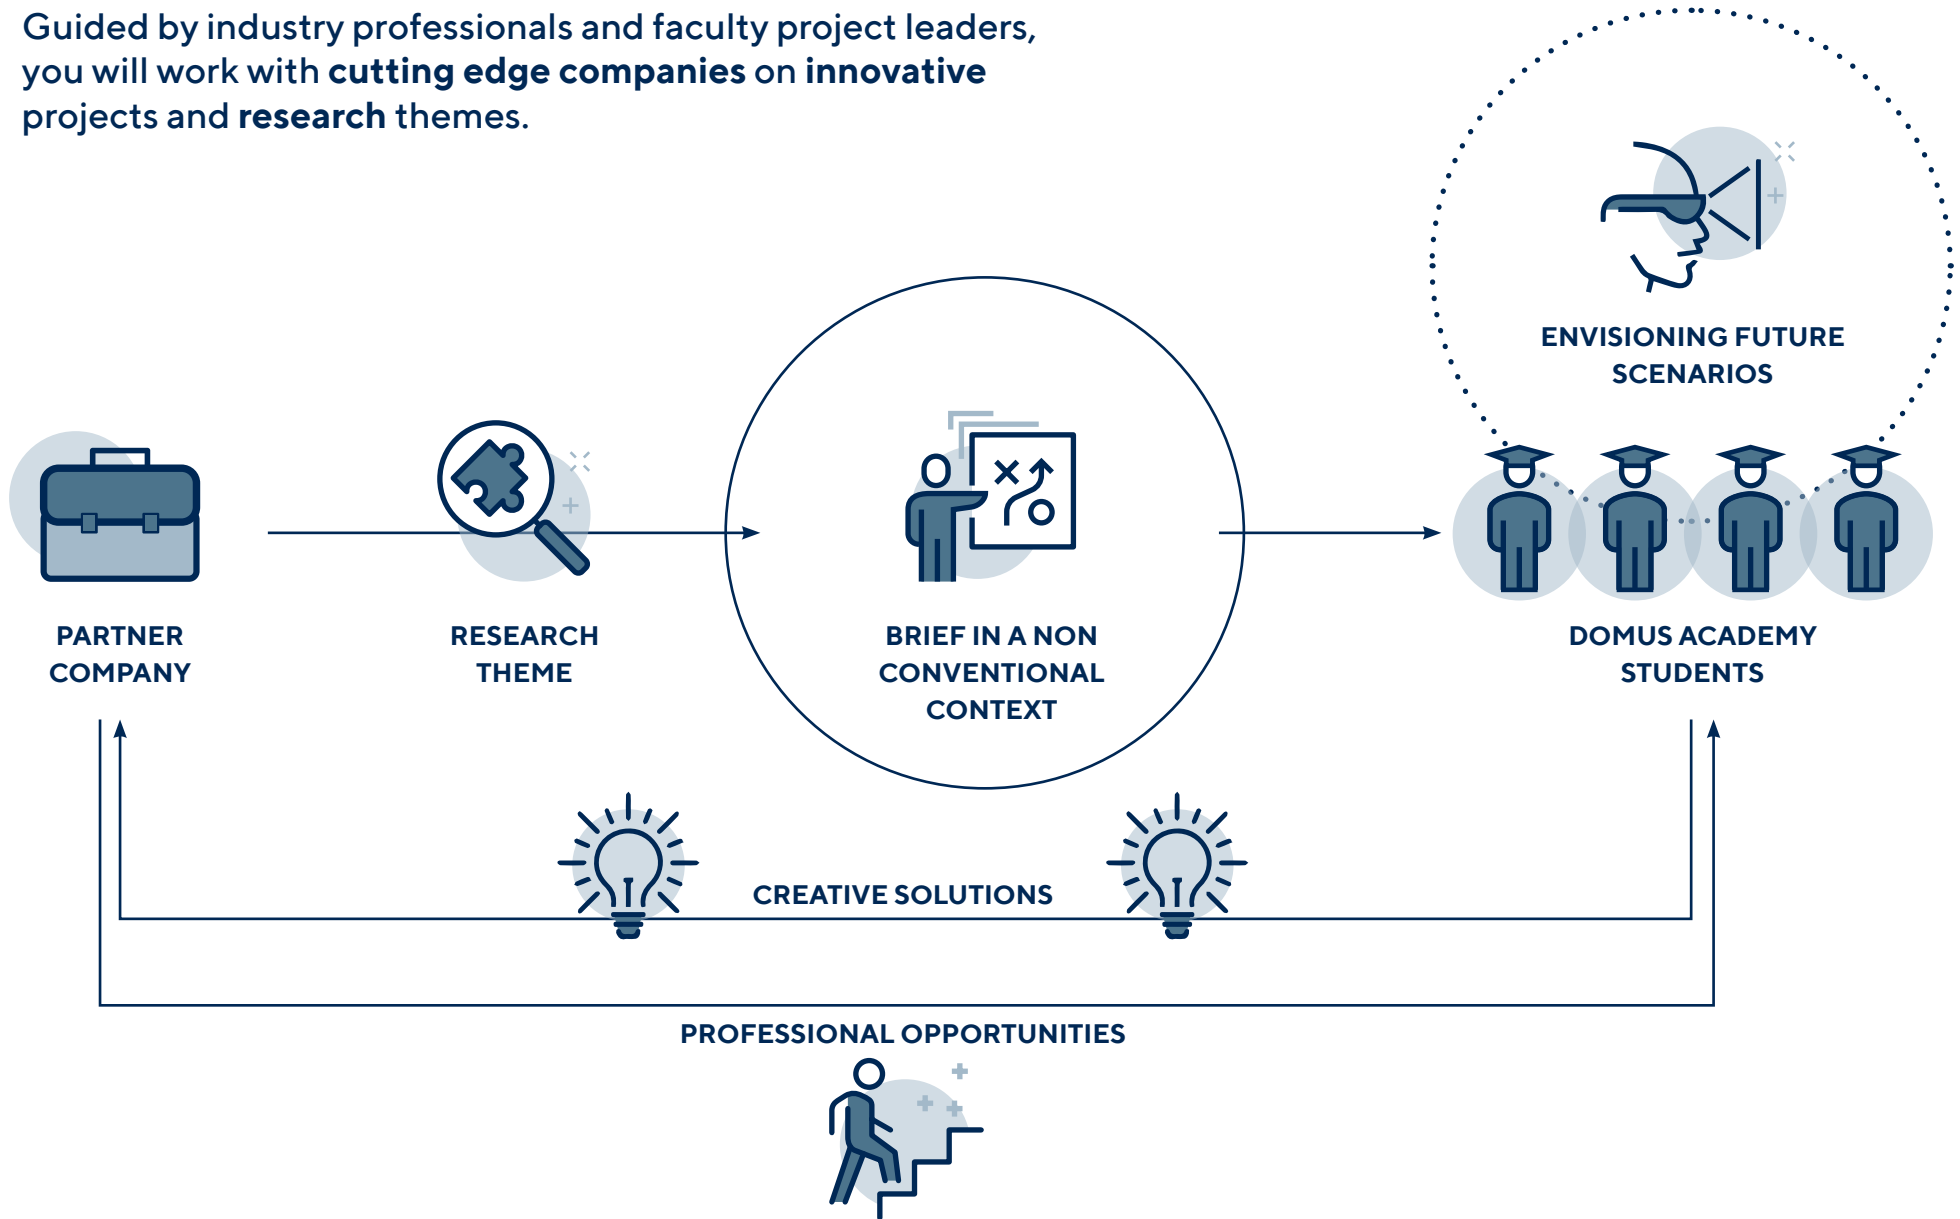 Guided by industry professionals and faculty project leaders,
you will work with cutting edge companies on innovative
projects and research themes.
ENVISIONING FUTURE
SCENARIOS
PARTNER
COMPANY
RESEARCH
THEME
BRIEF IN A NON
CONVENTIONAL
CONTEXT
DOMUS ACADEMY
STUDENTS
CREATIVE SOLUTIONS
PROFESSIONAL OPPORTUNITIES